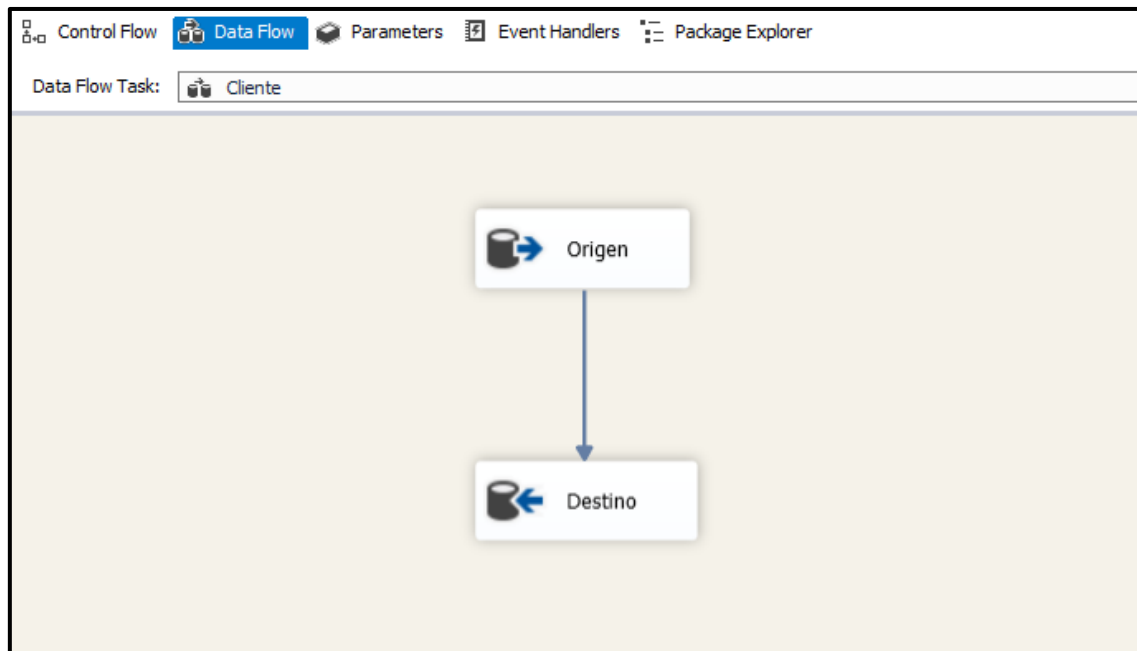 Control Flow Data Flow Parameters Event Handlers Package Explorer
Data Flow Task: Cliente
Origen
Destino